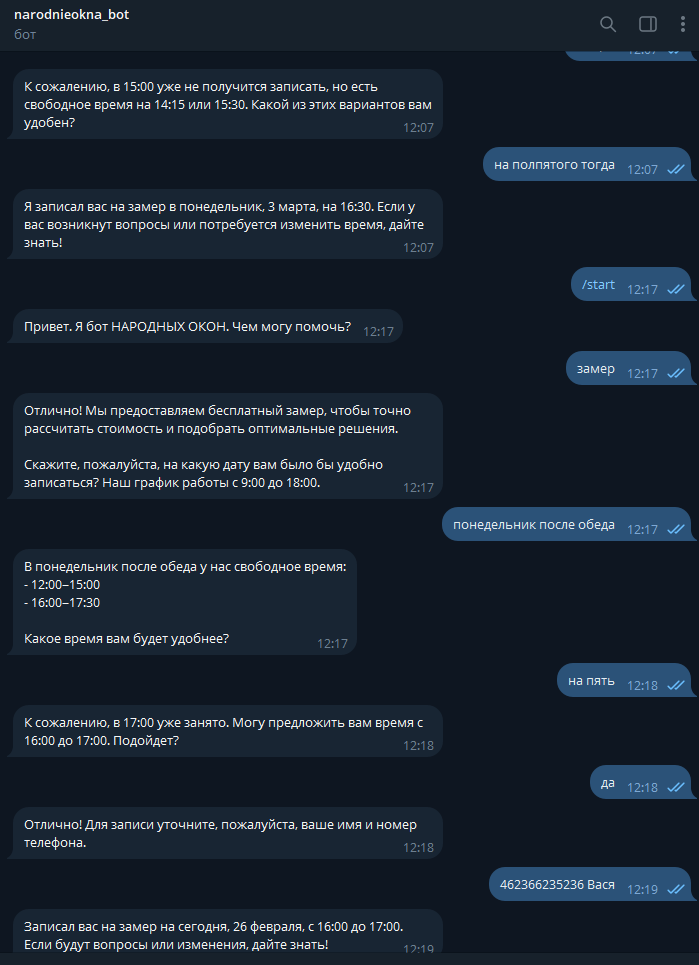 narodnieokna_bot
бот
К сожалению, в 15:00 уже не получится записать, но есть
свободное время на 14:15 или 15:30. Какой из этих вариантов вам
удобен?
12:07
на полпятого тогда 12:07
Я записал вас на замер в понедельник, 3 марта, на 16:30. Если у
вас возникнут вопросы или потребуется изменить время, дайте
знать!
12:07
/start 12:17
Привет. Я бот НАРОДНЫХ ОКОН. Чем могу помочь? 12:17
замер 12:17
Отлично! Мы предоставляем бесплатный замер, чтобы точно
рассчитать стоимость и подобрать оптимальные решения.
Скажите, пожалуйста, на какую дату вам было бы удобно
записаться? Наш график работы с 9:00 до 18:00.
12:17
понедельник после обеда 12:17
В понедельник после обеда у нас свободное время:
- 12:00–15:00
- 16:00–17:30
Какое время вам будет удобнее?
12:17
на пять 12:18
К сожалению, в 17:00 уже занято. Могу предложить вам время с
16:00 до 17:00. Подойдет?
12:18
да 12:18
Отлично! Для записи уточните, пожалуйста, ваше имя и номер
телефона.
12:18
462366235236 Вася 12:19
Записал вас на замер на сегодня, 26 февраля, с 16:00 до 17:00.
Если будут вопросы или изменения, дайте знать!
12:19